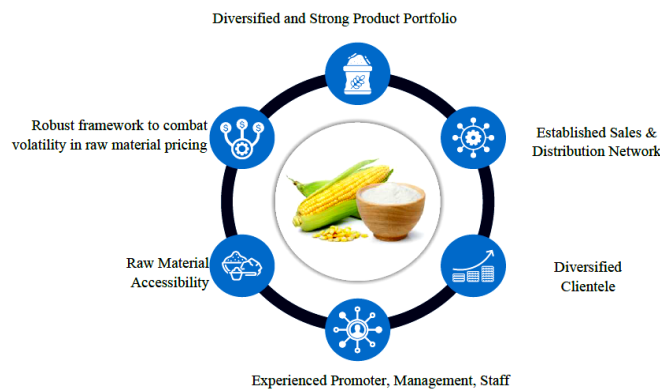 Diversified and Strong Product Portfolio
Robust framework to combat
volatility in raw material pricing
Established Sales &
Distribution Network
Raw Material
Accessibility
Diversified
Clientele
Experienced Promoter, Management, Staff